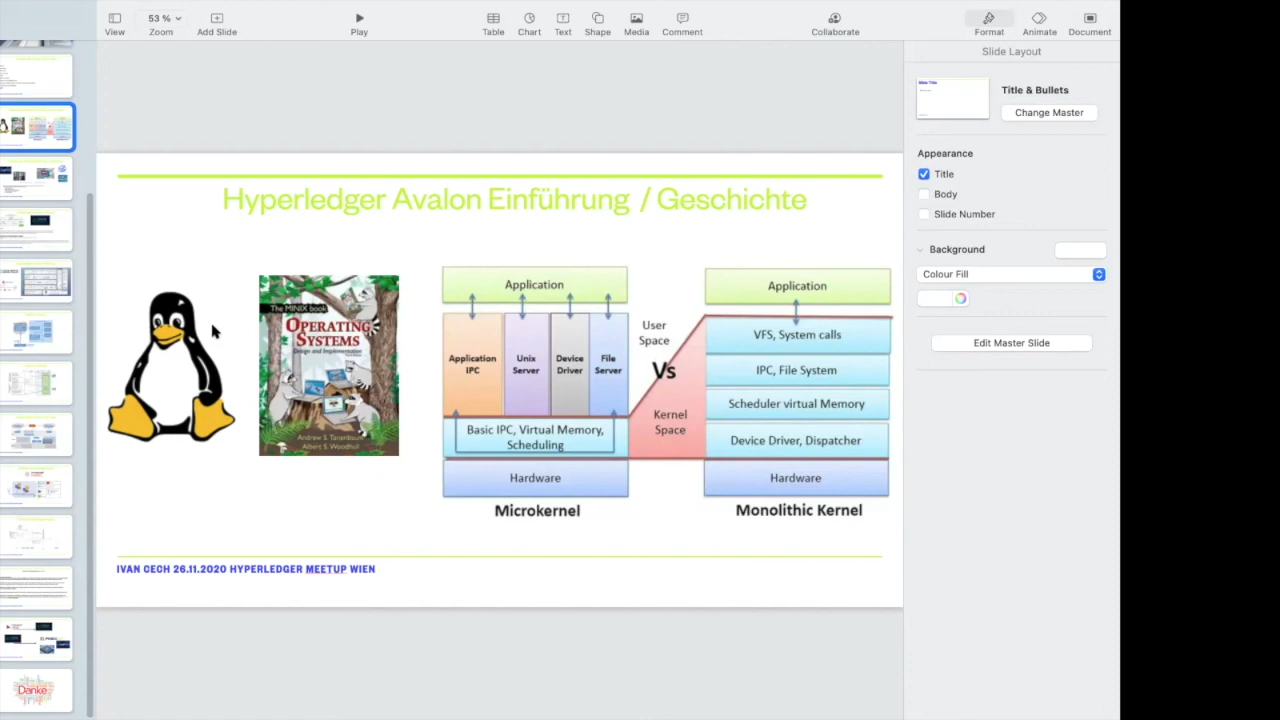 View
53 %
Zoom
Add Slide
Play
Table
Chart
Text
Shape
Media
Comment
Collaborate
Format
Animate
Document
Slide Layout
Title & Bullets
Change Master
Appearance
Title
Body
Slide Number
Background
Colour Fill
Edit Master Slide
Hyperledger Avalon Einführung / Geschichte
The MINIX book
OPERATING
SYSTEMS
Design and Implementation
Andrew S. Tanenbaum
Albert S. Woodhull
Application
Application
IPC
Unix
Server
Device
Driver
File
Server
Basic IPC, Virtual Memory,
Scheduling
Hardware
Microkernel
User
Space
Vs
Kernel
Space
Application
VFS, System calls
IPC, File System
Scheduler virtual Memory
Device Driver, Dispatcher
Hardware
Monolithic Kernel
IVAN CECH 26.11.2020 HYPERLEDGER MEETUP WIEN
Danke